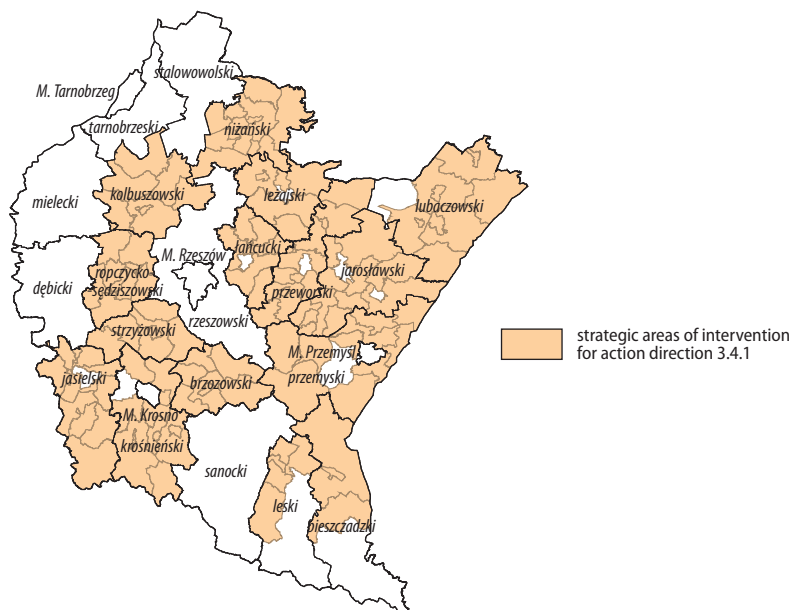 stalowowolski
M. Tarnobrzeg
tarnobrzeski
niżański
kolbuszowski
leżajski
mielecki
lubaczowski
łańcucki
M. Rzeszów
jarosławski
ropczycko-
sędziszowski
dębicki
przeworski
rzeszowski
strzyżowski
M. Przemyśl
przemyski
jasielski
brzozowski
M. Krosno
krośnieński
sanocki
leski
bieszczadzki
strategic areas of intervention
for action direction 3.4.1